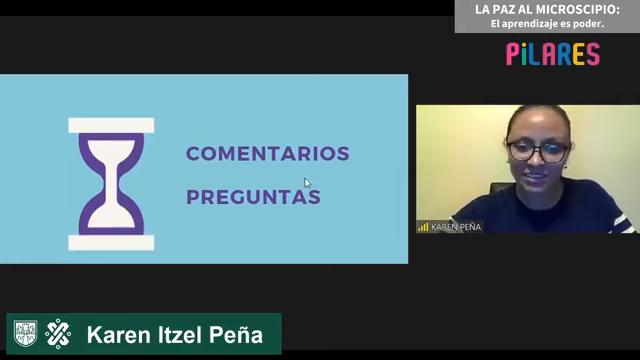 LA PAZ AL MICROSCIPIO:
El aprendizaje es poder.
PiLARES
COMENTARIOS
PREGUNTAS
KAREN PEÑA
Karen Itzel Peña